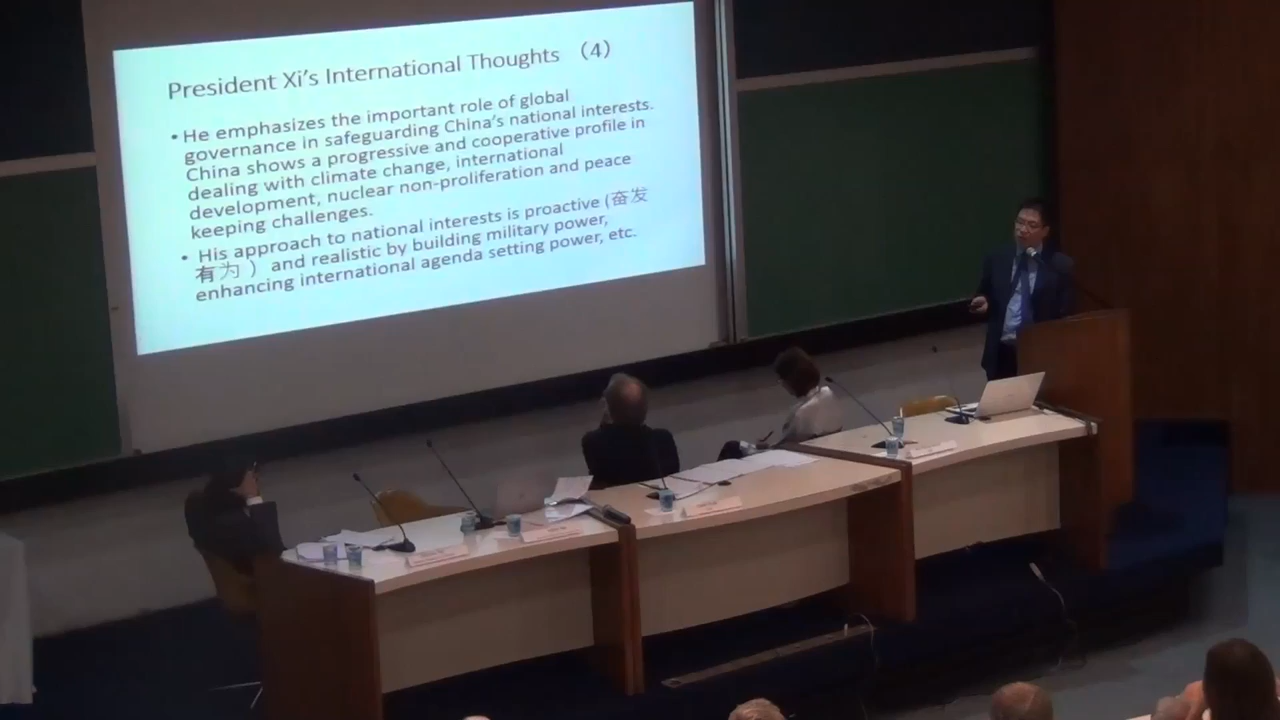 President Xi's International Thoughts （4）
• He emphasizes the important role of global
governance in safeguarding China's national interests.
China shows a progressive and cooperative profile in
dealing with climate change, international
development, nuclear non-proliferation and peace
keeping challenges.
• His approach to national interests is proactive (奋发
有为 ） and realistic by building military power,
enhancing international agenda setting power, etc.